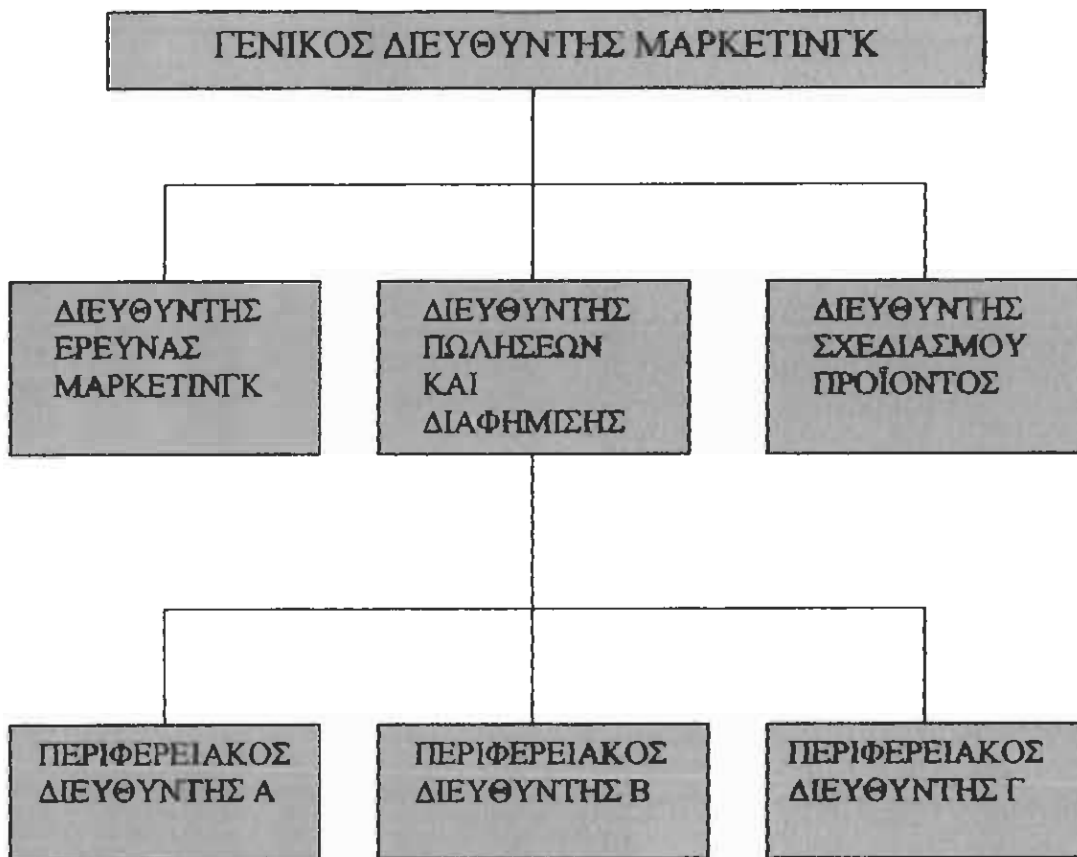 ΓΕΝΙΚΟΣ ΔΙΕΥΘΥΝΤΗΣ ΜΑΡΚΕΤΙΝΓΚ
ΔΙΕΥΘΥΝΤΗΣ
ΕΡΕΥΝΑΣ
ΜΑΡΚΕΤΙΝΓΚ
ΔΙΕΥΘΥΝΤΗΣ
ΠΩΛΗΣΕΩΝ
ΚΑΙ
ΔΙΑΦΗΜΙΣΗΣ
ΔΙΕΥΘΥΝΤΗΣ
ΣΧΕΔΙΑΣΜΟΥ
ΠΡΟΪΟΝΤΟΣ
ΠΕΡΙΦΕΡΕΙΑΚΟΣ
ΔΙΕΥΘΥΝΤΗΣ Α
ΠΕΡΙΦΕΡΕΙΑΚΟΣ
ΔΙΕΥΘΥΝΤΗΣ Β
ΠΕΡΙΦΕΡΕΙΑΚΟΣ
ΔΙΕΥΘΥΝΤΗΣ Γ